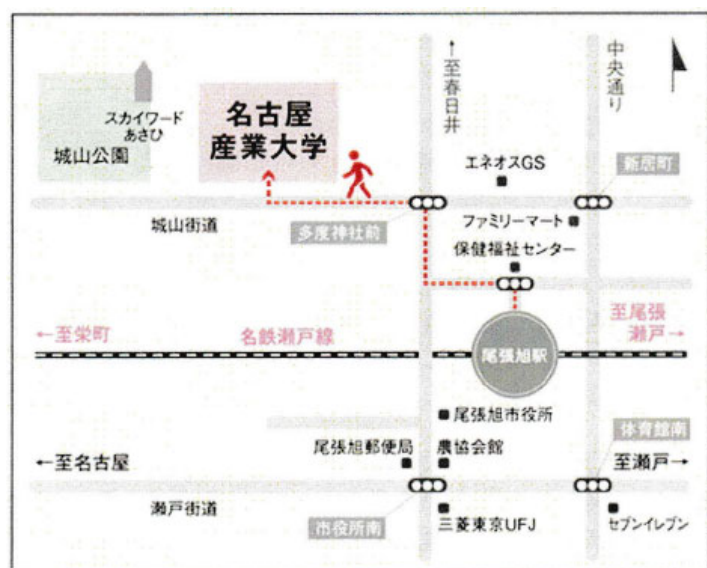 ↑至春日井
中央通り
スカイワード
あさひ
城山公園
名古屋
産業大学
エネオスGS
新居町
城山街道
多度神社前
ファミリーマート
保健福祉センター
←至栄町
名鉄瀬戸線
尾張旭駅
至尾張
瀬戸→
尾張旭市役所
体育館南
尾張旭郵便局
農協会館
←至名古屋
至瀬戸→
瀬戸街道
市役所南
三菱東京UFJ
セブンイレブン